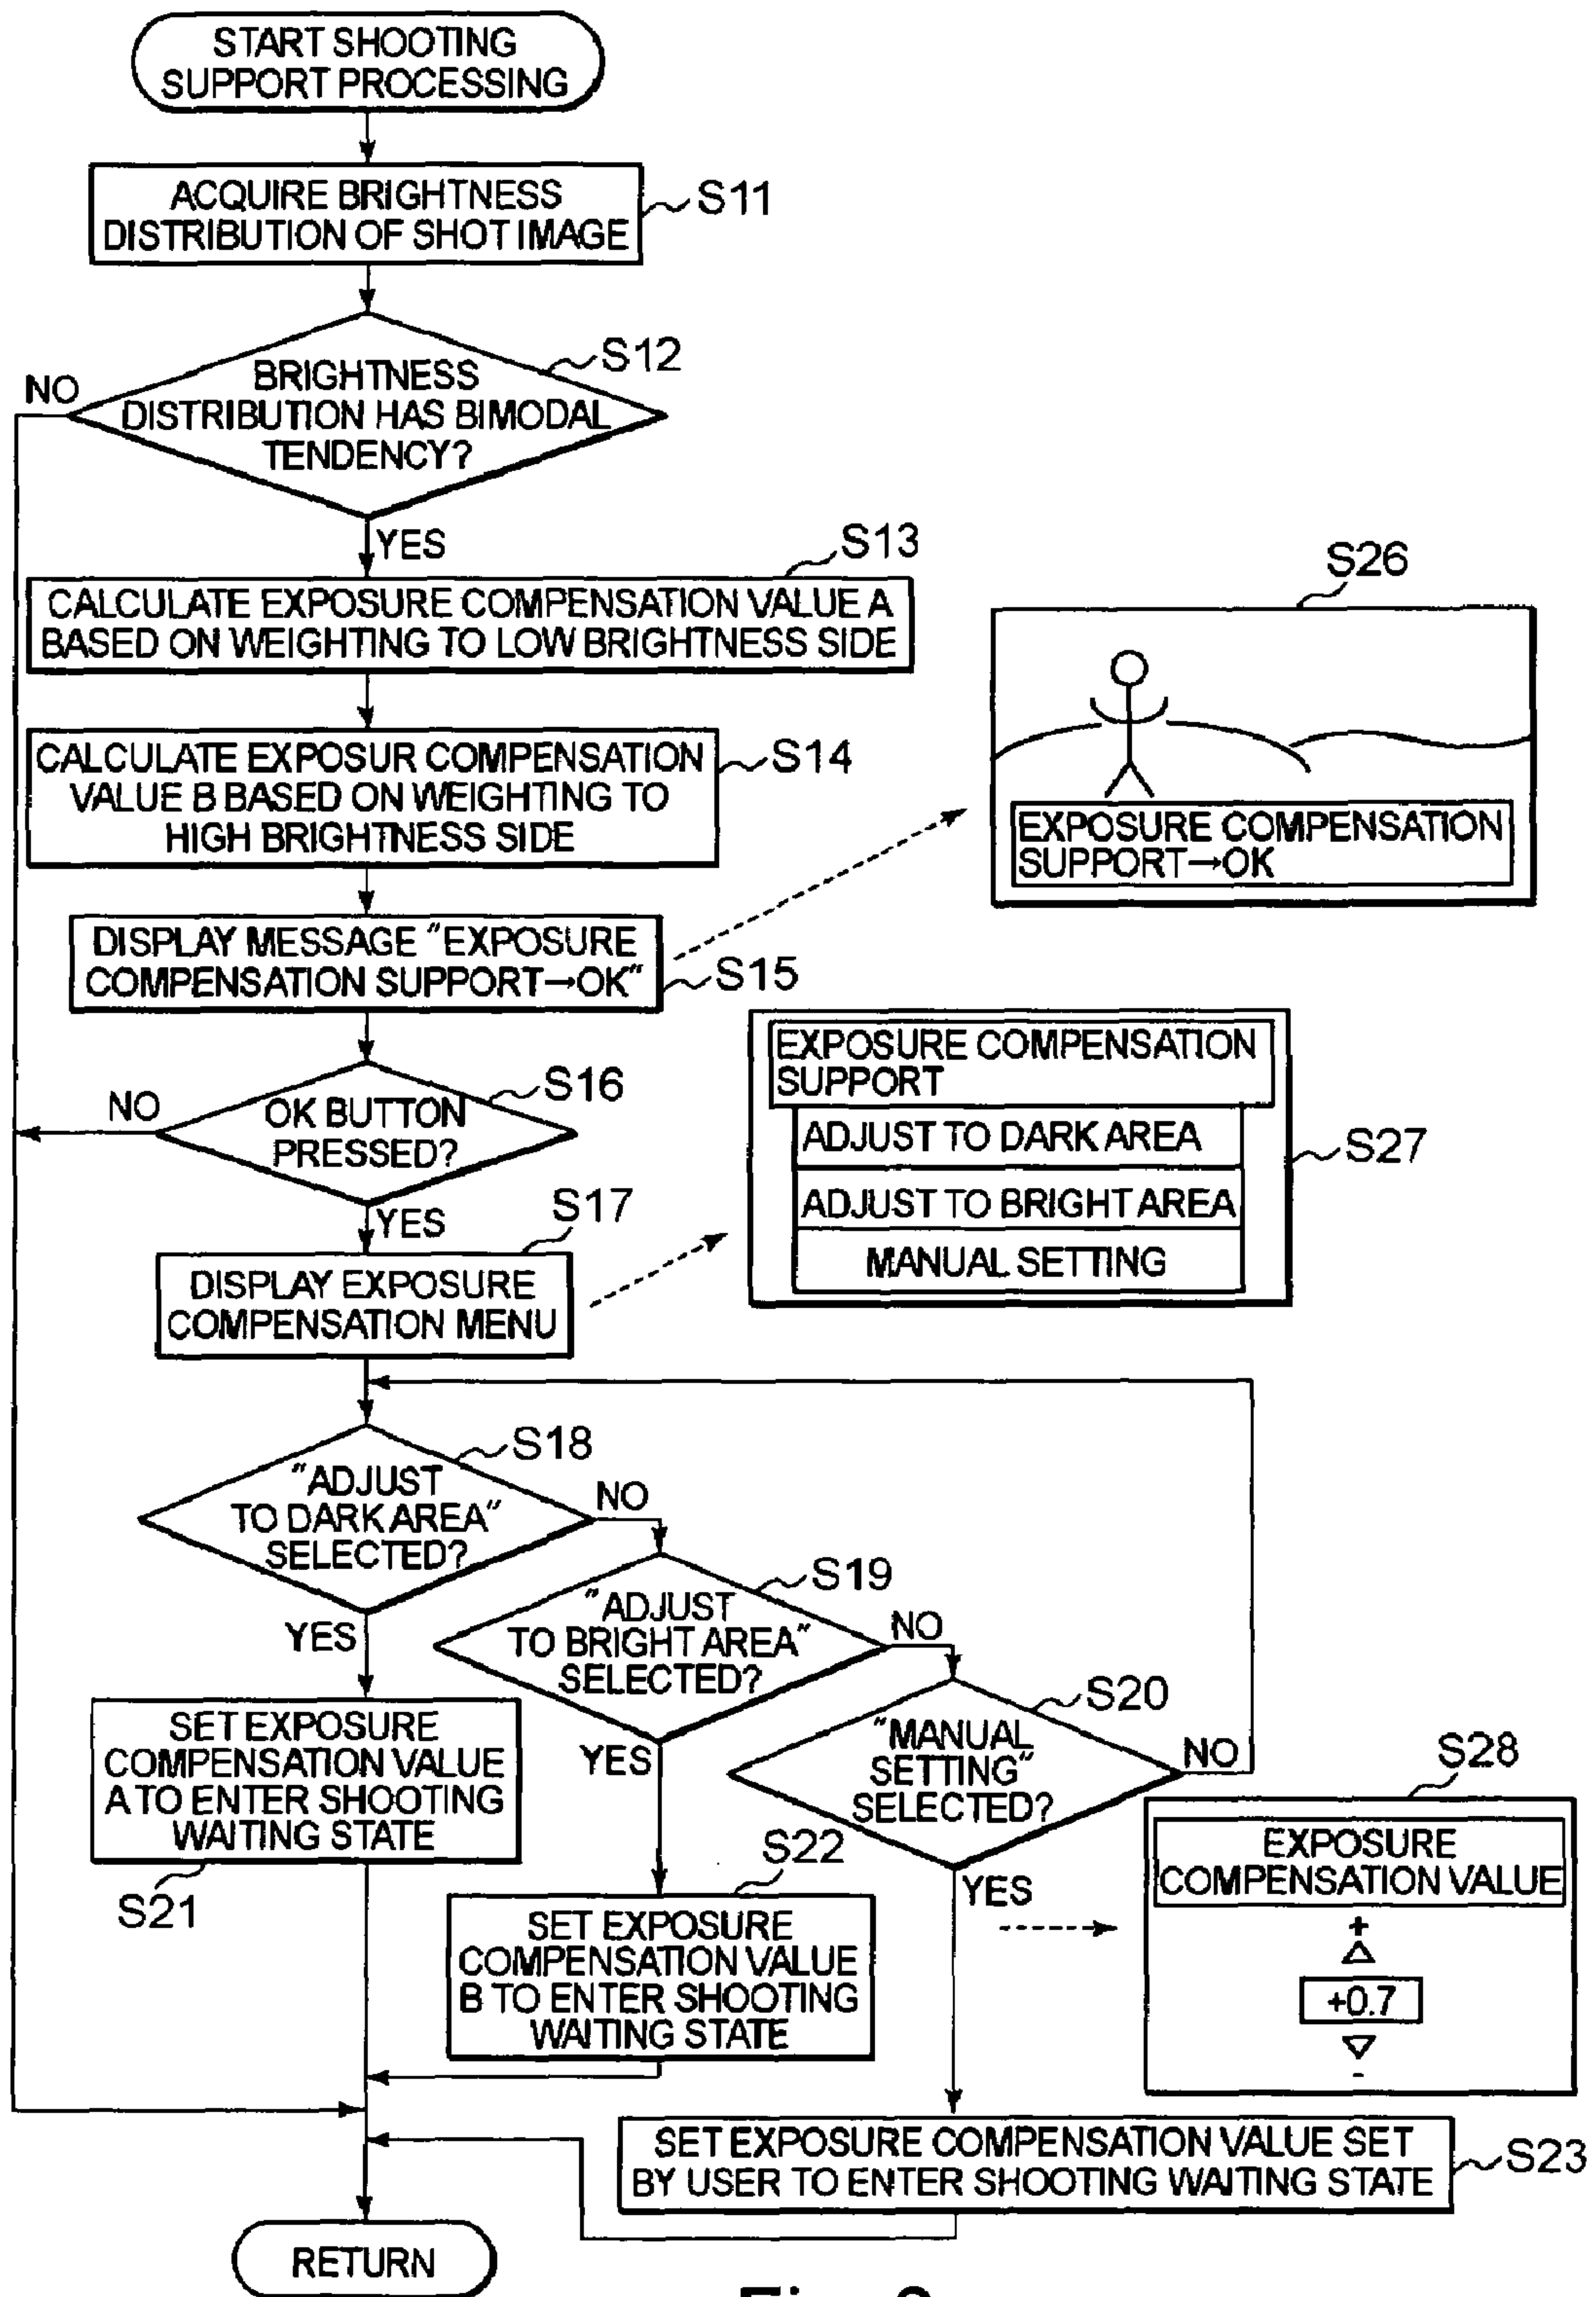 START SHOOTING
SUPPORT PROCESSING
ACQUIRE BRIGHTNESS
DISTRIBUTION OF SHOT IMAGE
S11
S12
BRIGHTNESS
DISTRIBUTION HAS BIMODAL
TENDENCY?
NO
YES
S13
CALCULATE EXPOSURE COMPENSATION VALUE A
BASED ON WEIGHTING TO LOW BRIGHTNESS SIDE
CALCULATE EXPOSUR COMPENSATION
VALUE B BASED ON WEIGHTING TO
HIGH BRIGHTNESS SIDE
S14
S26
EXPOSURE COMPENSATION
SUPPORT→OK
DISPLAY MESSAGE "EXPOSURE
COMPENSATION SUPPORT→OK"
S15
S16
OK BUTTON
PRESSED?
NO
YES
S17
DISPLAY EXPOSURE
COMPENSATION MENU
EXPOSURE COMPENSATION
SUPPORT
ADJUST TO DARK AREA
ADJUST TO BRIGHT AREA
MANUAL SETTING
S27
S18
"ADJUST
TO DARK AREA"
SELECTED?
NO
YES
S19
"ADJUST
TO BRIGHT AREA"
SELECTED?
NO
YES
S20
"MANUAL
SETTING"
SELECTED?
NO
YES
SET EXPOSURE
COMPENSATION VALUE
A TO ENTER SHOOTING
WAITING STATE
S21
S22
SET EXPOSURE
COMPENSATION VALUE
B TO ENTER SHOOTING
WAITING STATE
S28
EXPOSURE
COMPENSATION VALUE
+
+0.7
-
SET EXPOSURE COMPENSATION VALUE SET
BY USER TO ENTER SHOOTING WAITING STATE
S23
RETURN